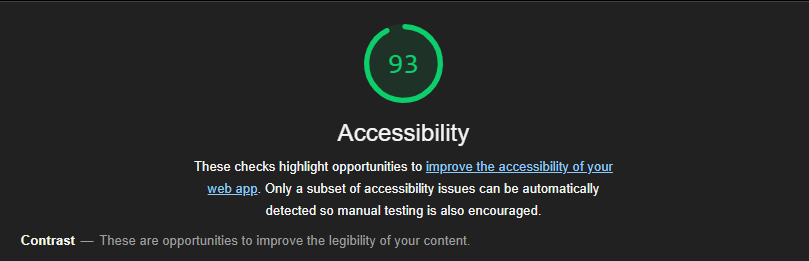 93
Accessibility
These checks highlight opportunities to improve the accessibility of your
web app. Only a subset of accessibility issues can be automatically
detected so manual testing is also encouraged.
Contrast — These are opportunities to improve the legibility of your content.